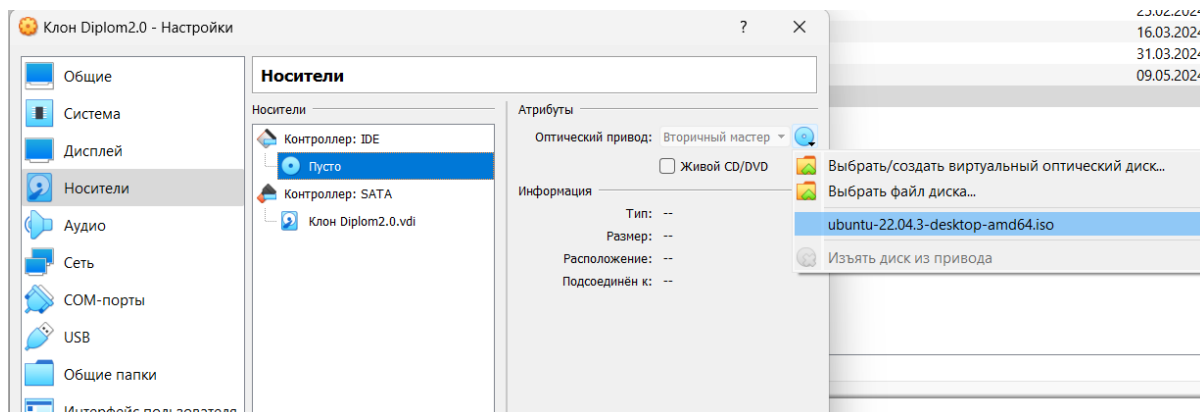 Клон Diplom2.0 - Настройки
?
16.03.2024
31.03.2024
09.05.2024
Общие
Система
Дисплей
Носители
Аудио
Сеть
COM-порты
USB
Общие папки
Интерфейс пользователя
Носители
Носители
Контроллер: IDE
Пусто
Контроллер: SATA
Клон Diplom2.0.vdi
Атрибуты
Оптический привод: Вторичный мастер
Живой CD/DVD
Информация
Тип: --
Размер: --
Расположение: --
Подсоединён к: --
Выбрать/создать виртуальный оптический диск...
Выбрать файл диска...
ubuntu-22.04.3-desktop-amd64.iso
Изъять диск из привода